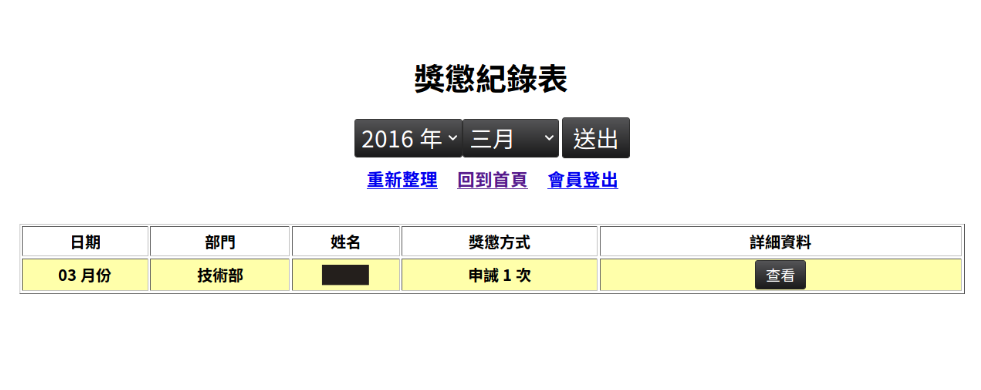 獎懲紀錄表
2016 年 三月 送出
重新整理 回到首頁 會員登出
日期 部門 姓名 獎懲方式 詳細資料
03 月份 技術部 申誡 1 次 查看